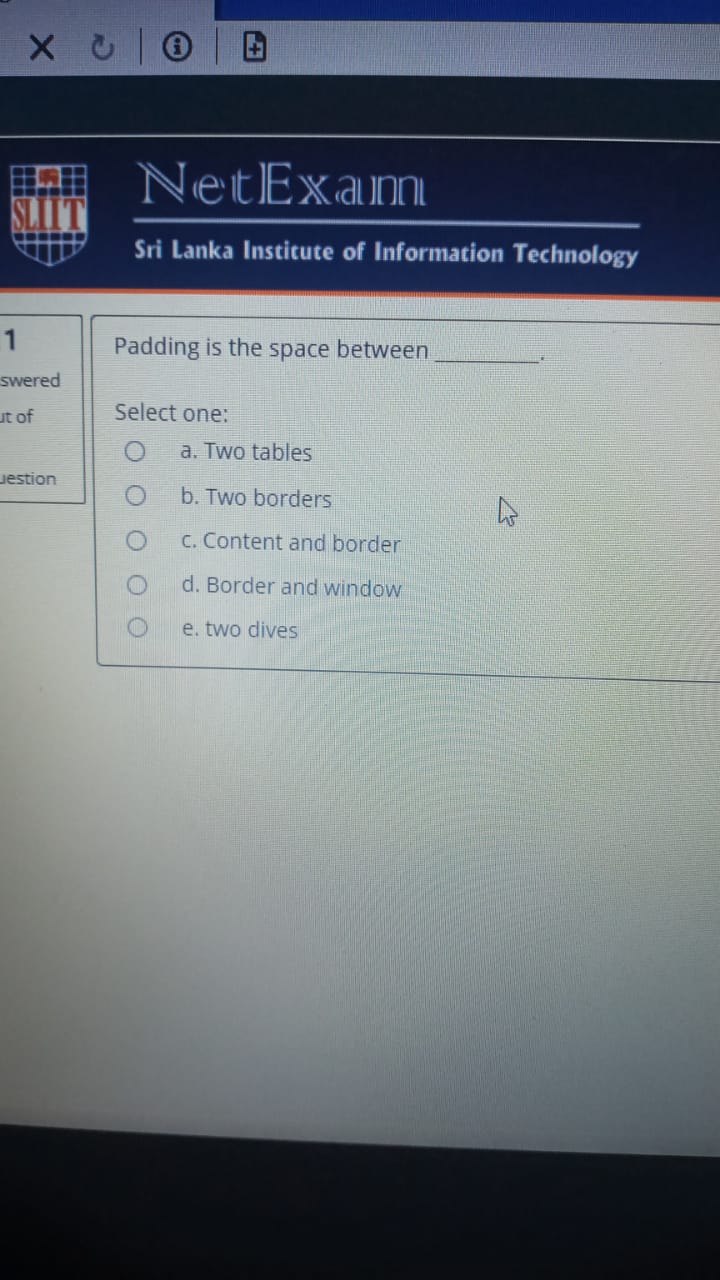 SLIIT
NetExam
Sri Lanka Institute of Information Technology
1
swered
ut of
uestion
Padding is the space between __________.
Select one:
a. Two tables
b. Two borders
c. Content and border
d. Border and window
e. two dives